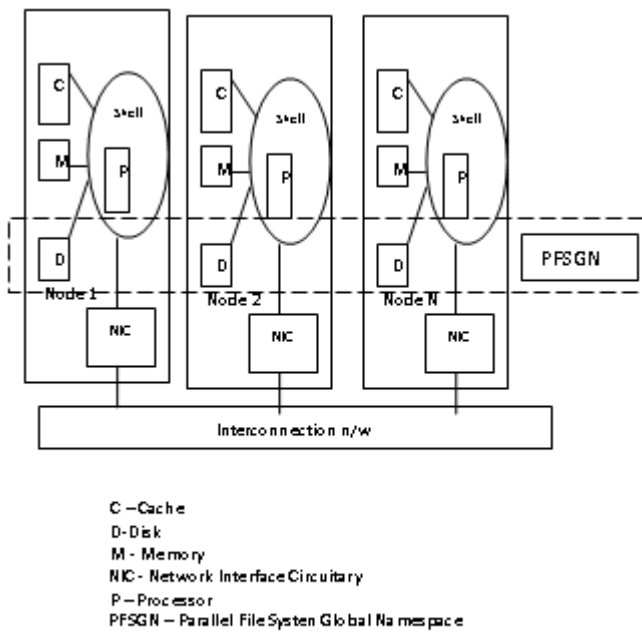 C
Shell
M
P
D
Node 1
NIC
C
Shell
M
P
D
Node 2
NIC
C
Shell
M
P
D
Node N
NIC
PFSGN
Interconnection n/w
C – Cache
D-Disk
M - Memory
NIC - Network Interface Circuitary
P – Processor
PFSGN – Parallel File Systen Global Namespace